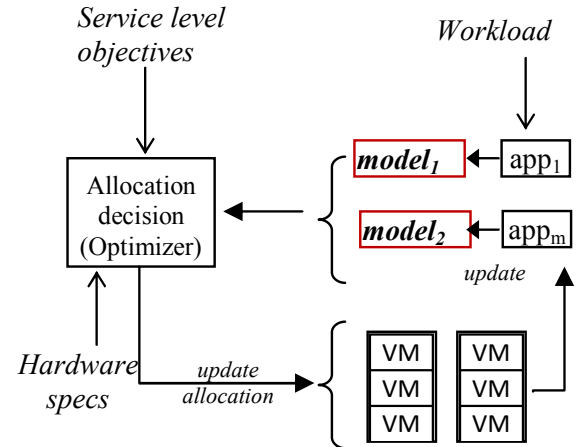 Service level
objectives
Workload
model₁
app₁
Allocation
decision
(Optimizer)
model₂
appₘ
update
Hardware
specs
update
allocation
VM
VM
VM
VM
VM
VM